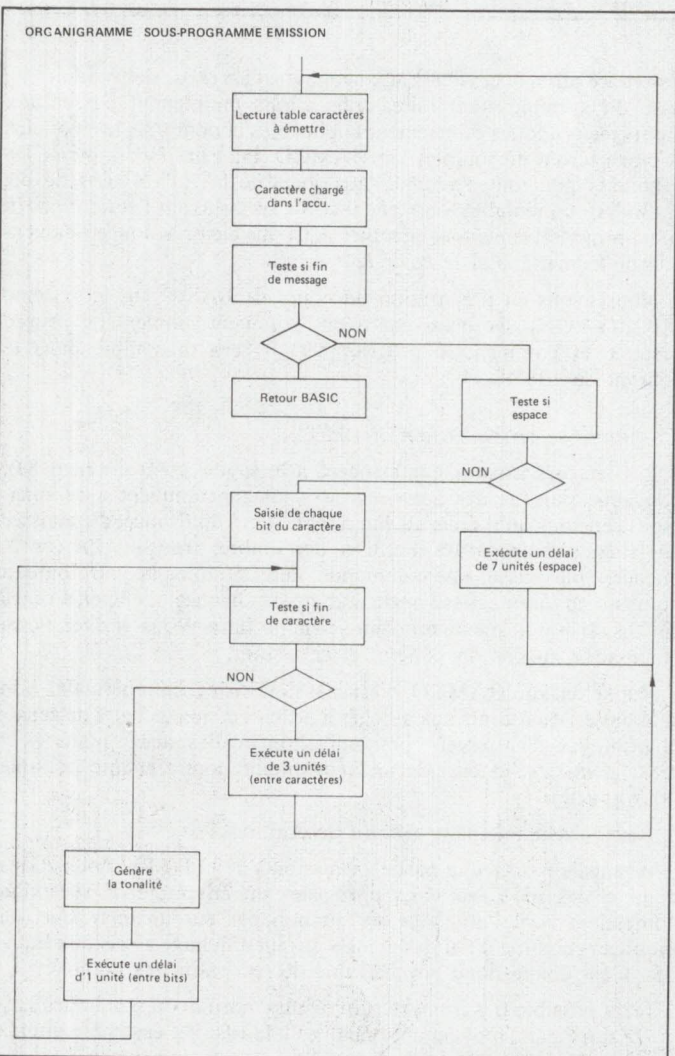 ORGANIGRAMME SOUS-PROGRAMME EMISSION
Lecture table caractères
à émettre
Caractère chargé
dans l'accu.
Teste si fin
de message
NON
Retour BASIC
Teste si
espace
NON
Saisie de chaque
bit du caractère
Exécute un délai
de 7 unités (espace)
Teste si fin
de caractère
NON
Exécute un délai
de 3 unités
(entre caractères)
Génére
la tonalité
Exécute un délai
d'1 unité (entre bits)